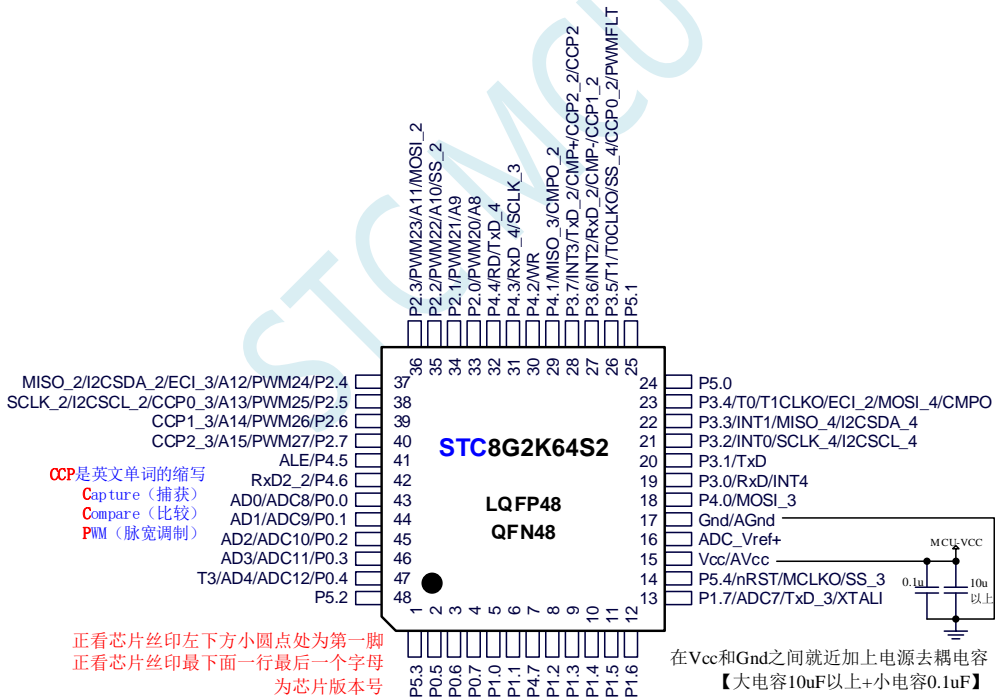 STCMCU
P2.3/PWM23/A11/MOSI_2
P2.2/PWM22/A10/SS_2
P2.1/PWM21/A9
P2.0/PWM20/A8
P4.4/RD/TxD_4
P4.3/RxD_4/SCLK_3
P4.2/WR
P4.1/MISO_3/CMPO_2
P3.7/INT3/TxD_2/CMP+/CCP2_2/CCP2
P3.6/INT2/RxD_2/CMP-/CCP1_2
P3.5/T1/T0CLKO/SS_4/CCP0_2/PWMFLT
P5.1
36 35 34 33 32 31 30 29 28 27 26 25
MISO_2/I2CSDA_2/ECI_3/A12/PWM24/P2.4 37
SCLK_2/I2CSCL_2/CCP0_3/A13/PWM25/P2.5 38
CCP1_3/A14/PWM26/P2.6 39
CCP2_3/A15/PWM27/P2.7 40
ALE/P4.5 41
RxD2_2/P4.6 42
AD0/ADC8/P0.0 43
AD1/ADC9/P0.1 44
AD2/ADC10/P0.2 45
AD3/ADC11/P0.3 46
T3/AD4/ADC12/P0.4 47
P5.2 48
CCP是英文单词的缩写
Capture（捕获）
Compare（比较）
PWM（脉宽调制）
STC8G2K64S2
LQFP48
QFN48
24 P5.0
23 P3.4/T0/T1CLKO/ECI_2/MOSI_4/CMPO
22 P3.3/INT1/MISO_4/I2CSDA_4
21 P3.2/INT0/SCLK_4/I2CSCL_4
20 P3.1/TxD
19 P3.0/RxD/INT4
18 P4.0/MOSI_3
17 Gnd/AGnd
16 ADC_Vref+
15 Vcc/AVcc
14 P5.4/nRST/MCLKO/SS_3
13 P1.7/ADC7/TxD_3/XTALI
MCU-VCC
0.1u
10u
以上
1 2 3 4 5 6 7 8 9 10 11 12
P5.3
P0.5
P0.6
P0.7
P1.0
P1.1
P4.7
P1.2
P1.3
P1.4
P1.5
P1.6
正看芯片丝印左下方小圆点处为第一脚
正看芯片丝印最下面一行最后一个字母
为芯片版本号
在Vcc和Gnd之间就近加上电源去耦电容
【大电容10uF以上+小电容0.1uF】